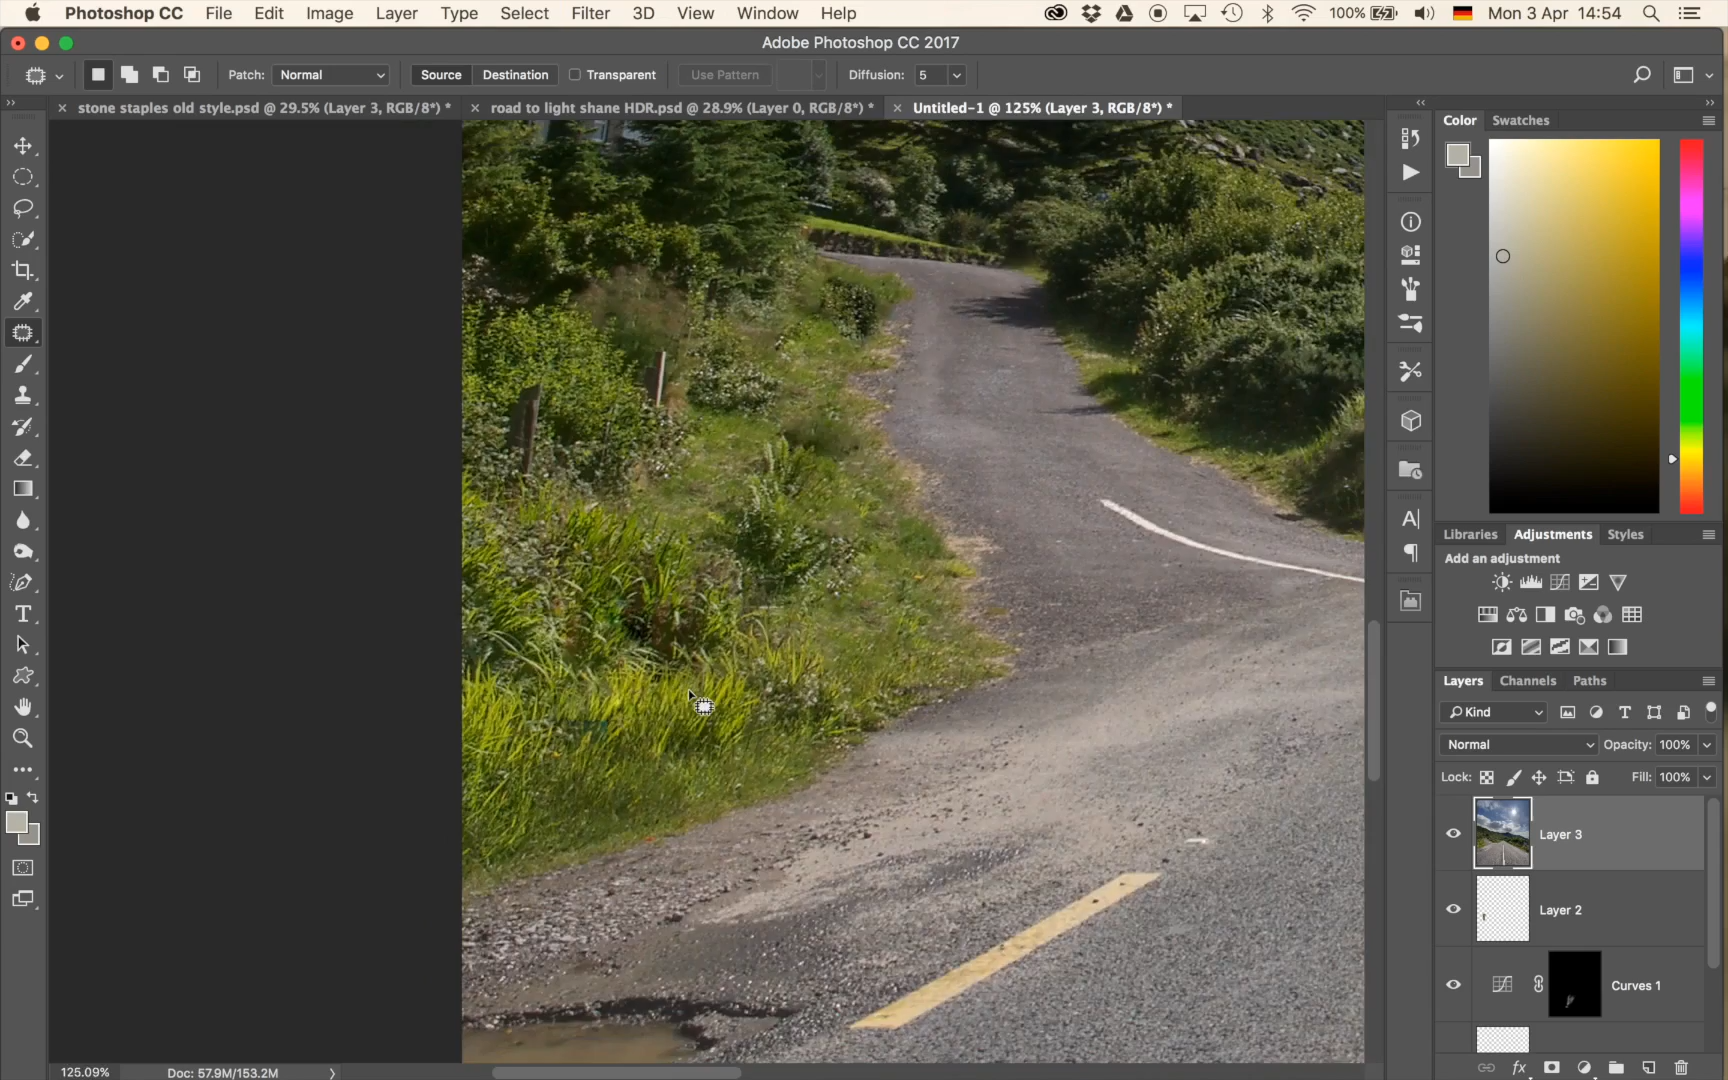 Photoshop CC File Edit Image Layer Type Select Filter 3D View Window Help 100% Mon 3 Apr 14:54
Adobe Photoshop CC 2017
Patch: Normal Source Destination Transparent Use Pattern Diffusion: 5
stone staples old style.psd @ 29.5% (Layer 3, RGB/8*) * road to light shane HDR.psd @ 28.9% (Layer 0, RGB/8*) * Untitled-1 @ 125% (Layer 3, RGB/8*) *
Color Swatches
Libraries Adjustments Styles
Add an adjustment
Layers Channels Paths
Kind
Normal Opacity: 100%
Lock: Fill: 100%
Layer 3
Layer 2
Curves 1
125.09% Doc: 57.9M/153.2M